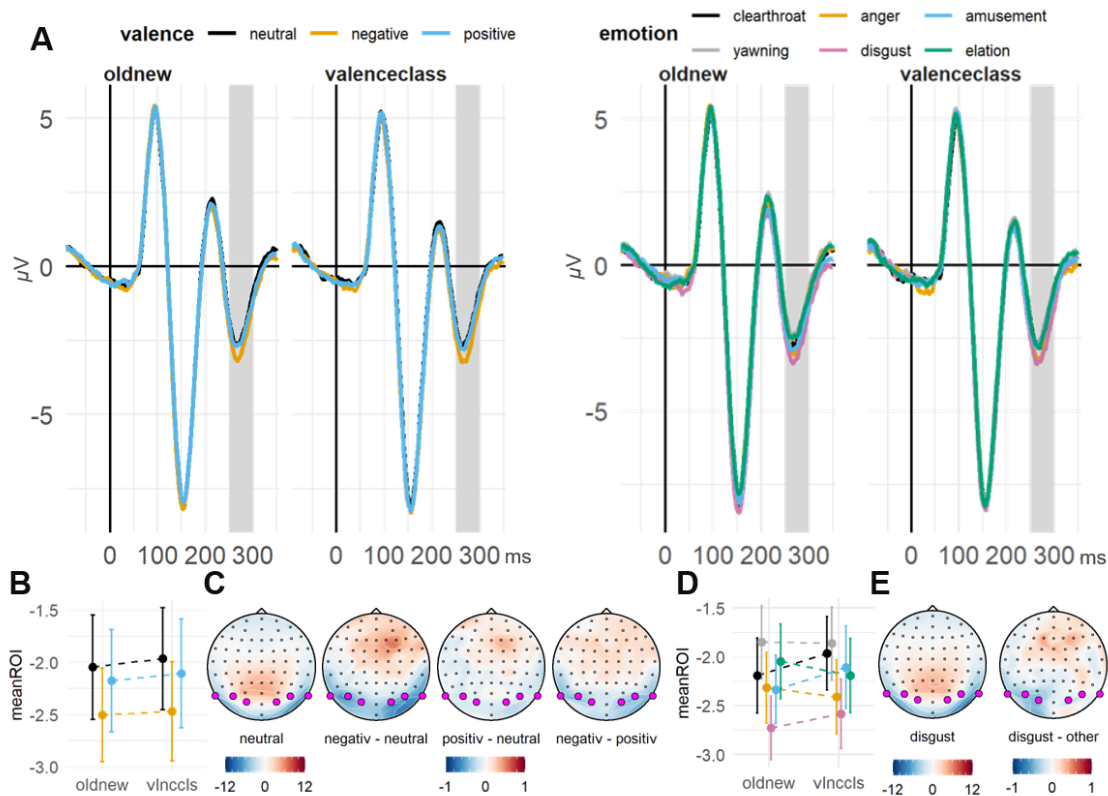 A
valence neutral negative positive
oldnew valenceclass
5
0
-5
µV
0 100 200 300 0 100 200 300 ms
emotion clearthroat anger amusement
yawning disgust elation
oldnew valenceclass
5
0
-5
µV
0 100 200 300 0 100 200 300 ms
B
meanROI
-1.5
-2.0
-2.5
-3.0
oldnew vlnccls
C
neutral negativ - neutral positiv - neutral negativ - positiv
-12 0 12 -1 0 1
D
meanROI
-1.5
-2.0
-2.5
-3.0
oldnew vlnccls
E
disgust disgust - other
-12 0 12 -1 0 1